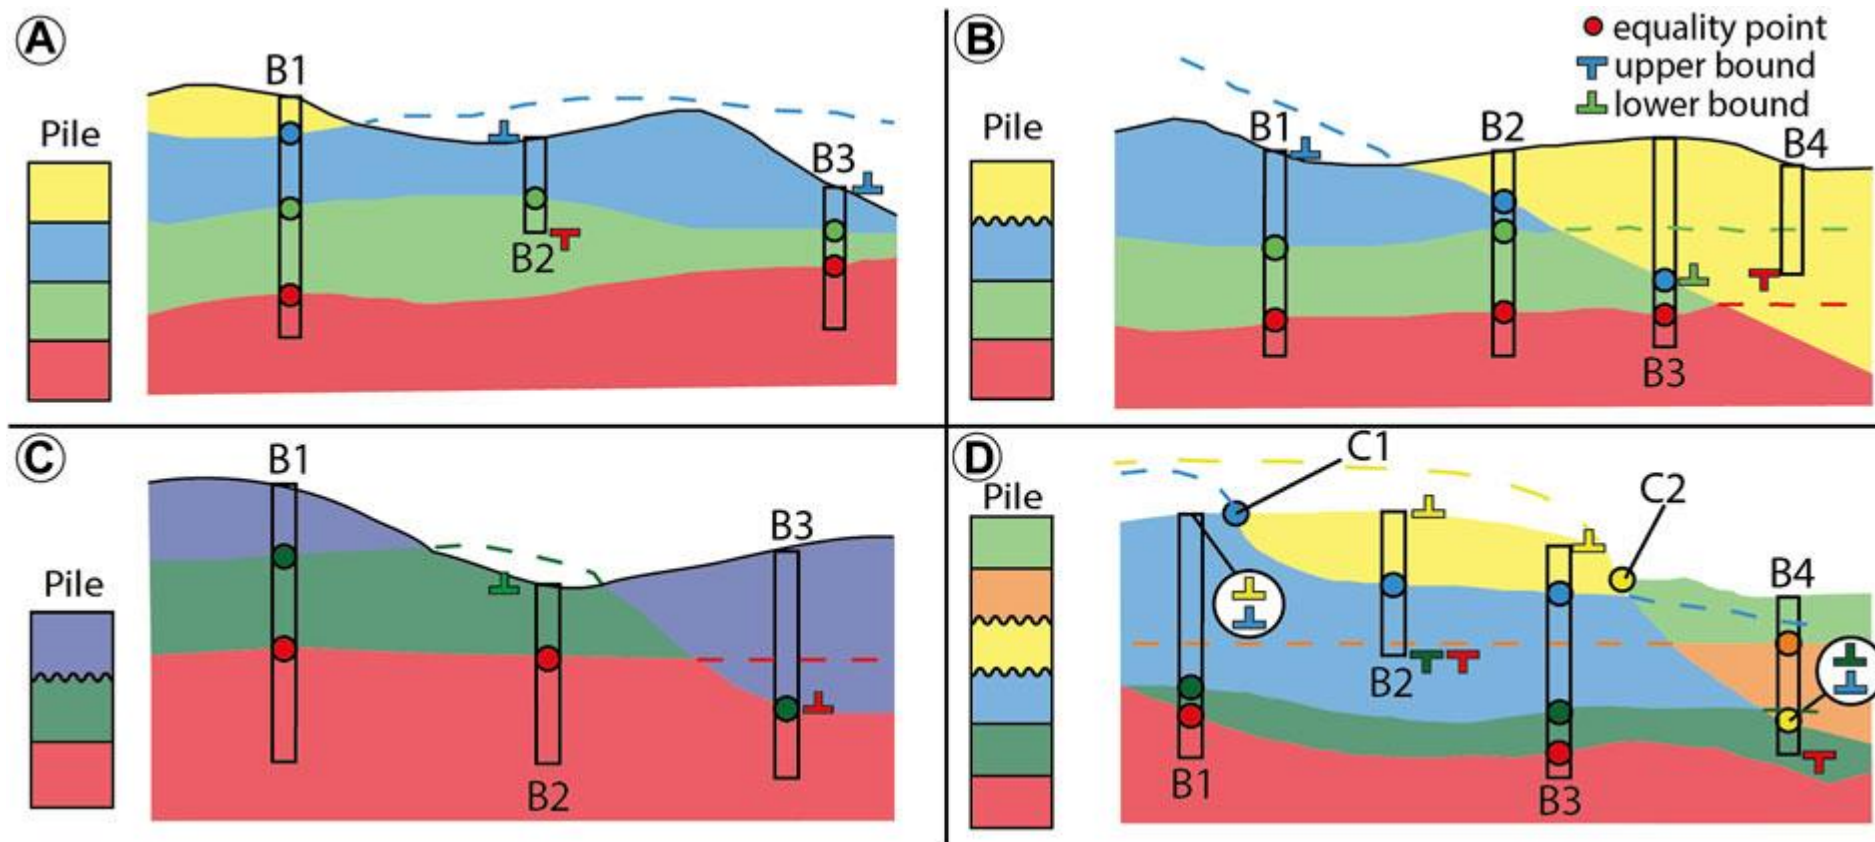 A
B1
Pile
B2
B3
B
equality point
upper bound
lower bound
Pile
B1
B2
B4
B3
C
B1
B3
Pile
B2
D
C1
C2
Pile
B4
B2
B1
B3